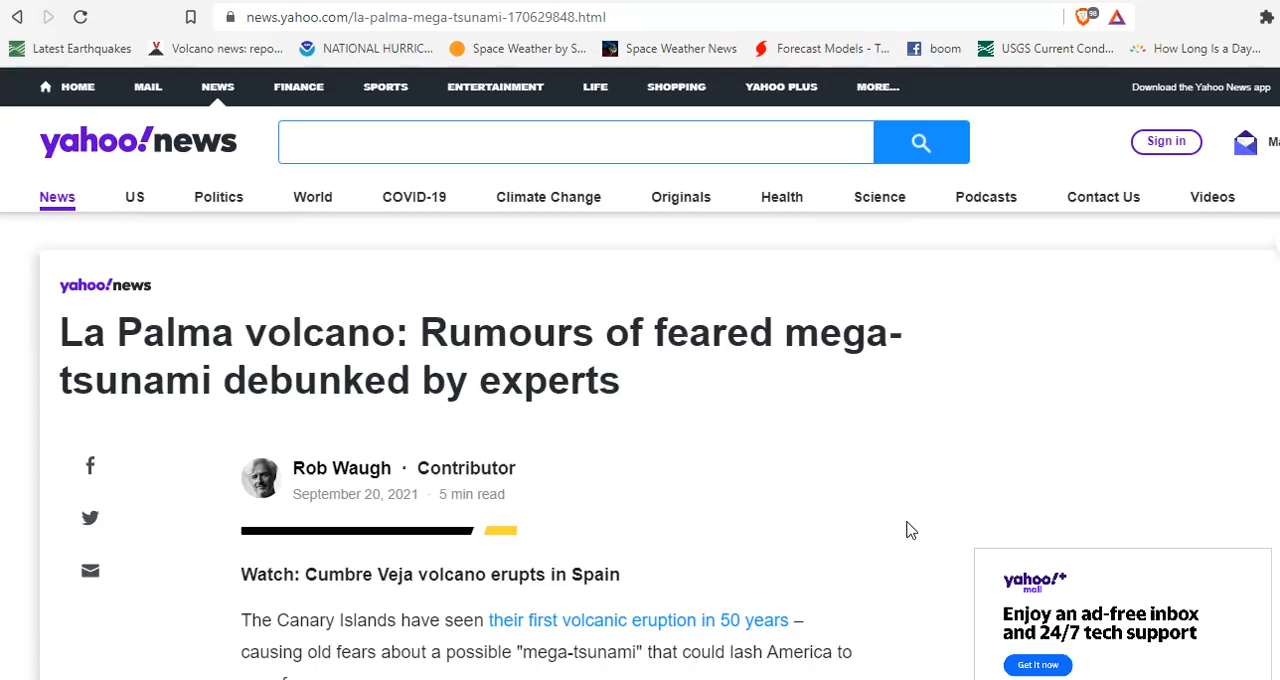 news.yahoo.com/la-palma-mega-tsunami-170629848.html
98
Latest Earthquakes
Volcano news: repo...
NATIONAL HURRIC...
Space Weather by S...
Space Weather News
Forecast Models - T...
boom
USGS Current Cond...
How Long Is a Day...
HOME
MAIL
NEWS
FINANCE
SPORTS
ENTERTAINMENT
LIFE
SHOPPING
YAHOO PLUS
MORE...
Download the Yahoo News app
yahoo!news
Sign in
News
US
Politics
World
COVID-19
Climate Change
Originals
Health
Science
Podcasts
Contact Us
Videos
yahoo!news
La Palma volcano: Rumours of feared mega-
tsunami debunked by experts
Rob Waugh · Contributor
September 20, 2021 · 5 min read
Watch: Cumbre Veja volcano erupts in Spain
The Canary Islands have seen their first volcanic eruption in 50 years –
causing old fears about a possible "mega-tsunami" that could lash America to
yahoo!+
mail
Enjoy an ad-free inbox
and 24/7 tech support
Get it now